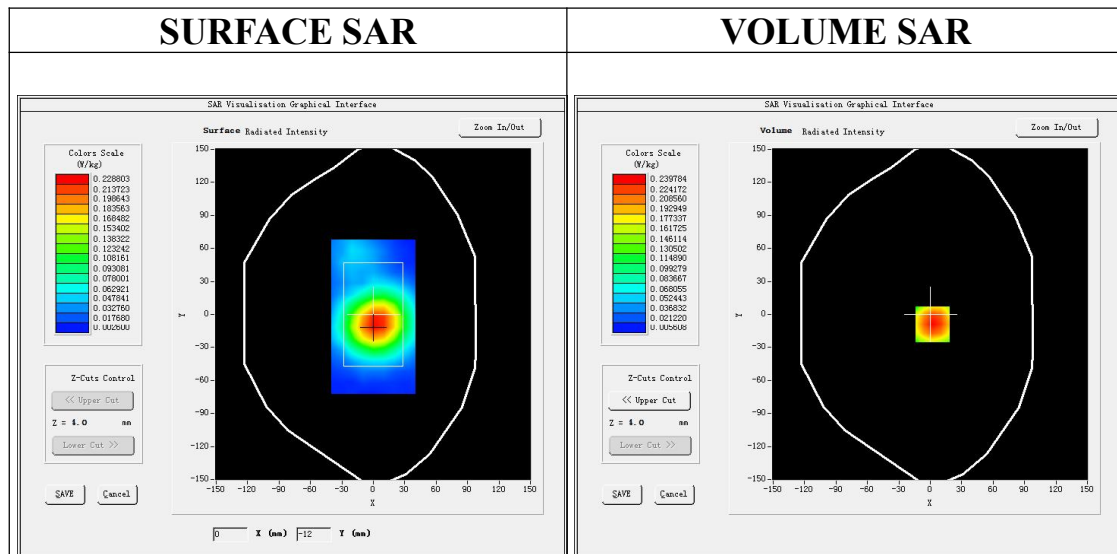 SURFACE SAR
VOLUME SAR
SAR Visualisation Graphical Interface
Surface Radiated Intensity
Zoom In/Out
Colors Scale
(W/kg)
0.228803
0.213723
0.198643
0.183563
0.168482
0.153402
0.138322
0.123242
0.108161
0.093081
0.078001
0.062921
0.047841
0.032760
0.017680
0.002600
Z-Cuts Control
<< Upper Cut
Z = 4.0 mm
Lower Cut >>
SAVE
Cancel
150
120
90
60
30
0
-30
-60
-90
-120
-150
Y
-150 -120 -90 -60 -30 0 30 60 90 120 150
X
0 X (mm) -12 Y (mm)
SAR Visualisation Graphical Interface
Volume Radiated Intensity
Zoom In/Out
Colors Scale
(W/kg)
0.239784
0.224172
0.208560
0.192949
0.177337
0.161725
0.146114
0.130502
0.114890
0.099279
0.083667
0.068055
0.052443
0.036832
0.021220
0.005608
Z-Cuts Control
<< Upper Cut
Z = 4.0 mm
Lower Cut >>
SAVE
Cancel
150
120
90
60
30
0
-30
-60
-90
-120
-150
Y
-150 -120 -90 -60 -30 0 30 60 90 120 150
X